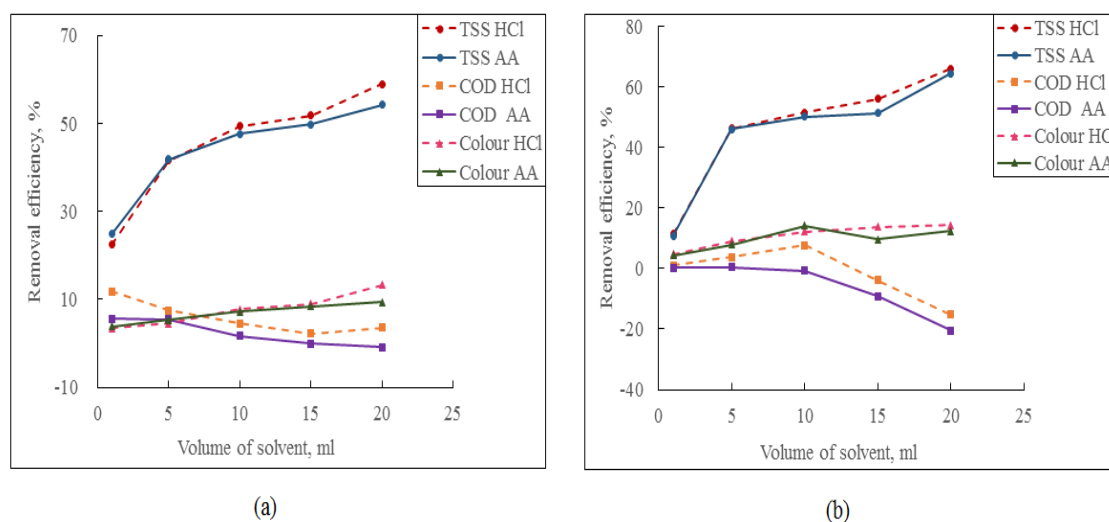 70
50
30
10
-10
0
5
10
15
20
25
Removal efficiency, %
Volume of solvent, ml
TSS HCl
TSS AA
COD HCl
COD AA
Colour HCl
Colour AA
(a)
80
60
40
20
0
-20
-40
0
5
10
15
20
25
Removal efficiency, %
Volume of solvent, ml
TSS HCl
TSS AA
COD HCl
COD AA
Colour HCl
Colour AA
(b)